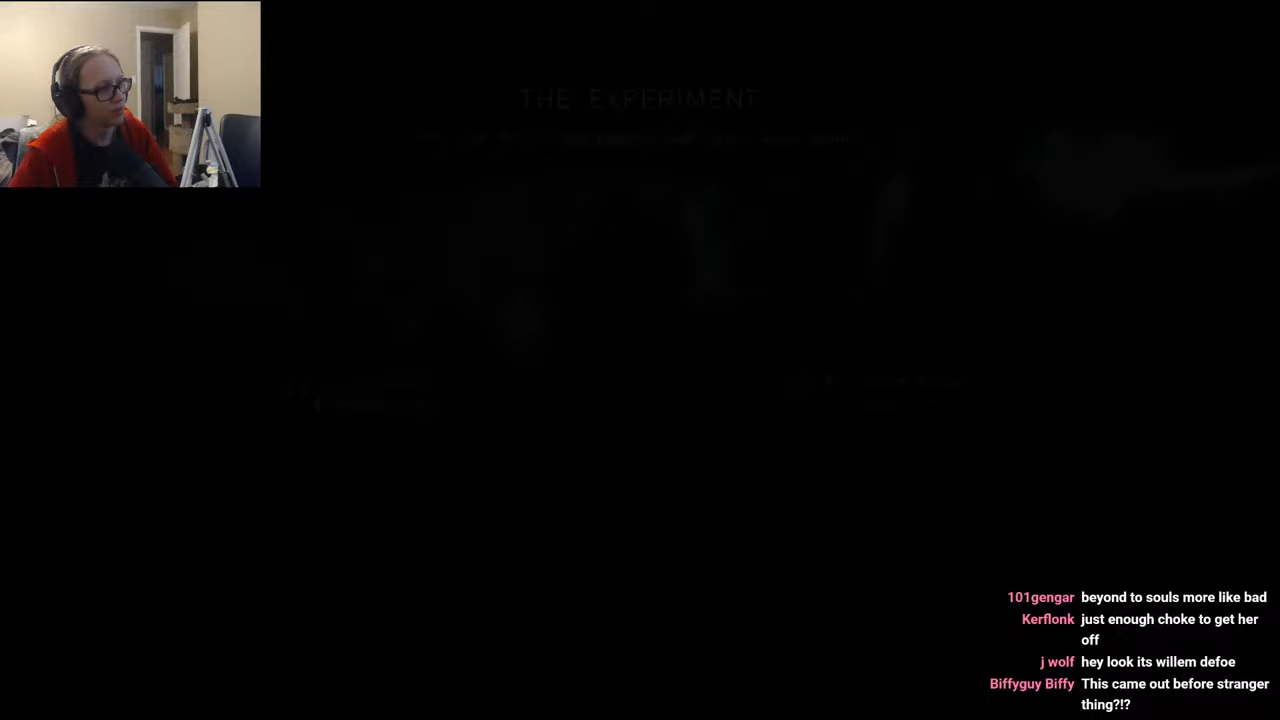 THE EXPERIMENT
101gengar beyond to souls more like bad
Kerflonk just enough choke to get her
off
j wolf hey look its willem defoe
Biffyguy Biffy This came out before stranger
thing?!?